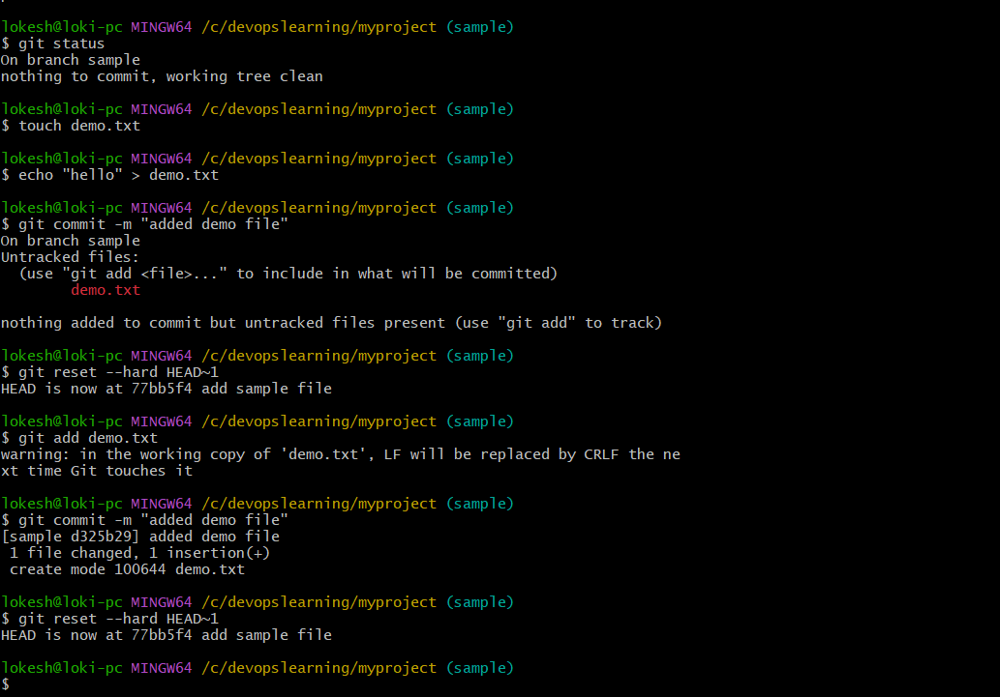 lokesh@loki-pc MINGW64 /c/devopslearning/myproject (sample)
$ git status
On branch sample
nothing to commit, working tree clean
lokesh@loki-pc MINGW64 /c/devopslearning/myproject (sample)
$ touch demo.txt
lokesh@loki-pc MINGW64 /c/devopslearning/myproject (sample)
$ echo "hello" > demo.txt
lokesh@loki-pc MINGW64 /c/devopslearning/myproject (sample)
$ git commit -m "added demo file"
On branch sample
Untracked files:
  (use "git add <file>..." to include in what will be committed)
        demo.txt
nothing added to commit but untracked files present (use "git add" to track)
lokesh@loki-pc MINGW64 /c/devopslearning/myproject (sample)
$ git reset --hard HEAD~1
HEAD is now at 77bb5f4 add sample file
lokesh@loki-pc MINGW64 /c/devopslearning/myproject (sample)
$ git add demo.txt
warning: in the working copy of 'demo.txt', LF will be replaced by CRLF the ne
xt time Git touches it
lokesh@loki-pc MINGW64 /c/devopslearning/myproject (sample)
$ git commit -m "added demo file"
[sample d325b29] added demo file
 1 file changed, 1 insertion(+)
 create mode 100644 demo.txt
lokesh@loki-pc MINGW64 /c/devopslearning/myproject (sample)
$ git reset --hard HEAD~1
HEAD is now at 77bb5f4 add sample file
lokesh@loki-pc MINGW64 /c/devopslearning/myproject (sample)
$